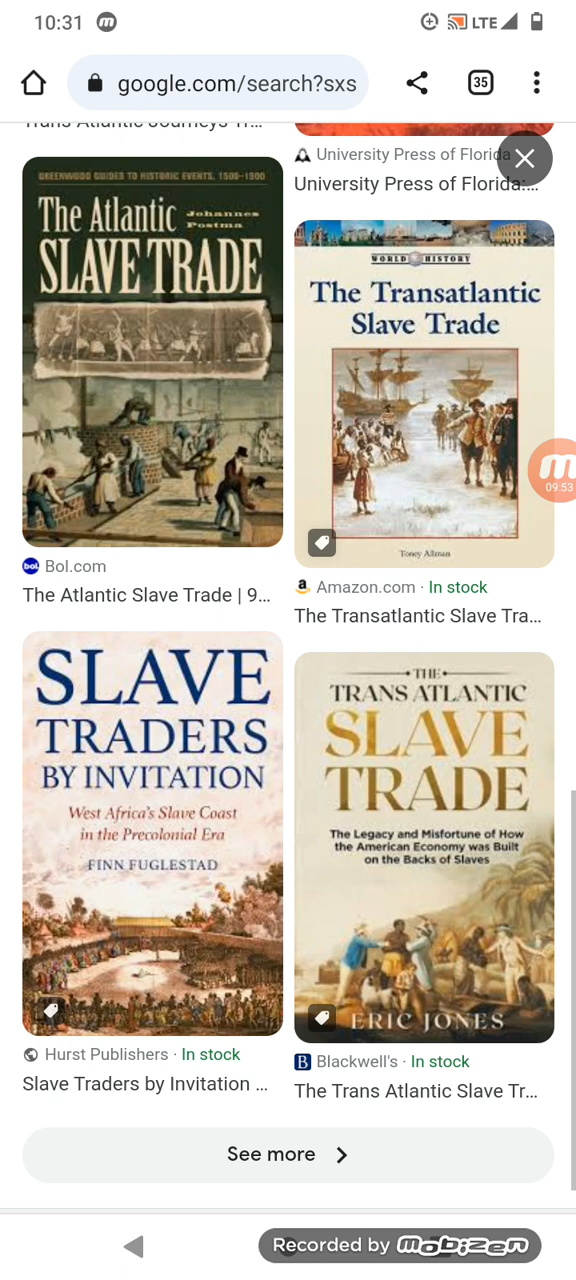 10:31
LTE
google.com/search?sxs
35
Trans Atlantic Journeys Tr...
University Press of Florida
University Press of Florida:...
GREENWOOD GUIDES TO HISTORIC EVENTS, 1500–1900
The Atlantic
Johannes
Postma
SLAVE TRADE
bol.
Bol.com
The Atlantic Slave Trade | 9...
WORLD HISTORY
The Transatlantic
Slave Trade
Toney Allman
Amazon.com · In stock
The Transatlantic Slave Tra...
09:53
SLAVE
TRADERS
BY INVITATION
West Africa's Slave Coast
in the Precolonial Era
FINN FUGLESTAD
Hurst Publishers · In stock
Slave Traders by Invitation ...
THE
TRANS ATLANTIC
SLAVE
TRADE
The Legacy and Misfortune of How
the American Economy was Built
on the Backs of Slaves
ERIC JONES
B Blackwell's · In stock
The Trans Atlantic Slave Tr...
See more
Recorded by mobizen